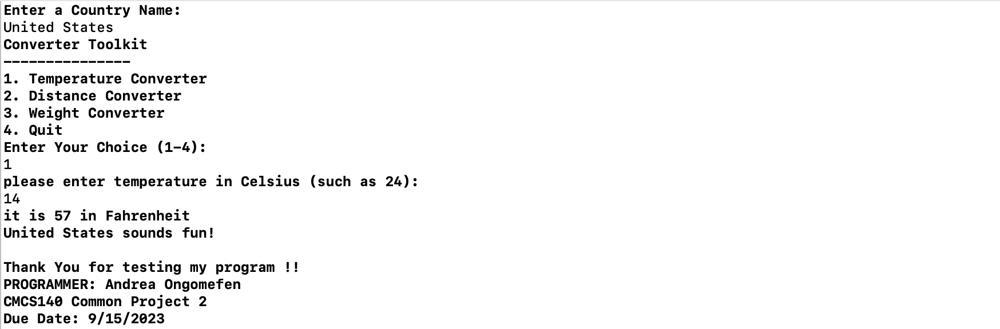 Enter a Country Name:
United States
Converter Toolkit
---------------
1. Temperature Converter
2. Distance Converter
3. Weight Converter
4. Quit
Enter Your Choice (1-4):
1
please enter temperature in Celsius (such as 24):
14
it is 57 in Fahrenheit
United States sounds fun!

Thank You for testing my program !!
PROGRAMMER: Andrea Ongomefen
CMCS140 Common Project 2
Due Date: 9/15/2023